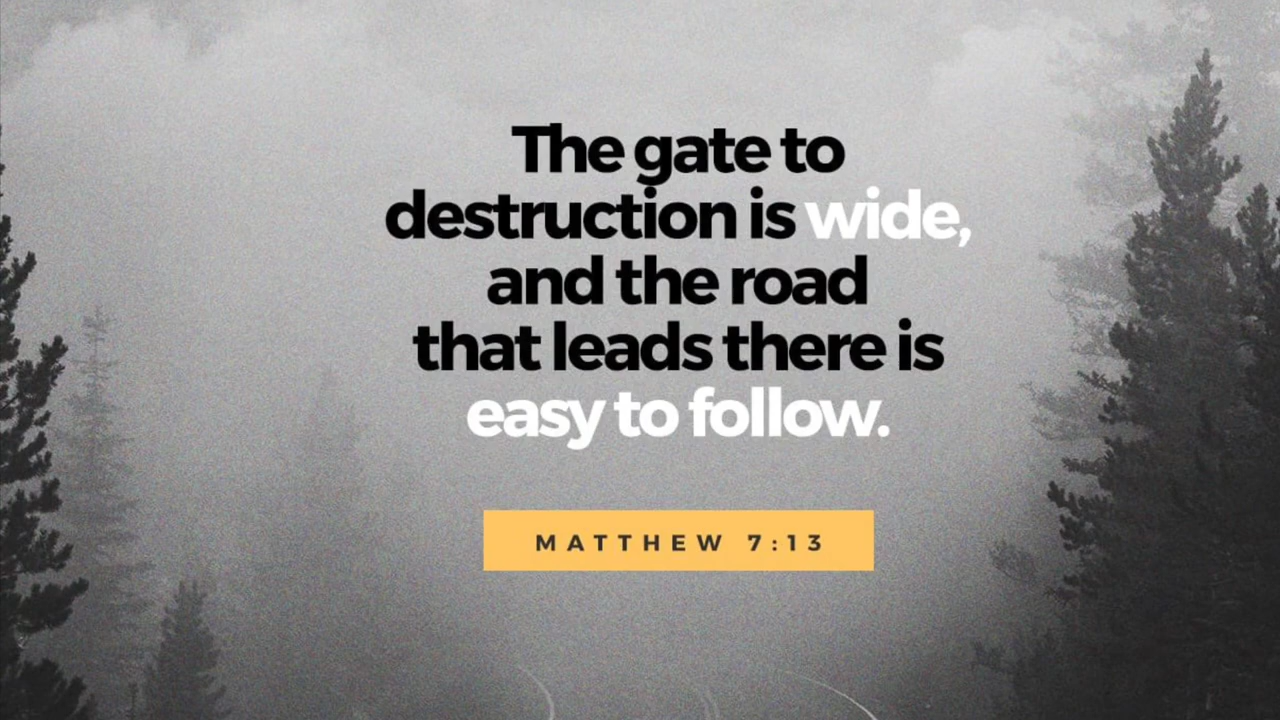 The gate to
destruction is wide,
and the road
that leads there is
easy to follow.
MATTHEW 7:13